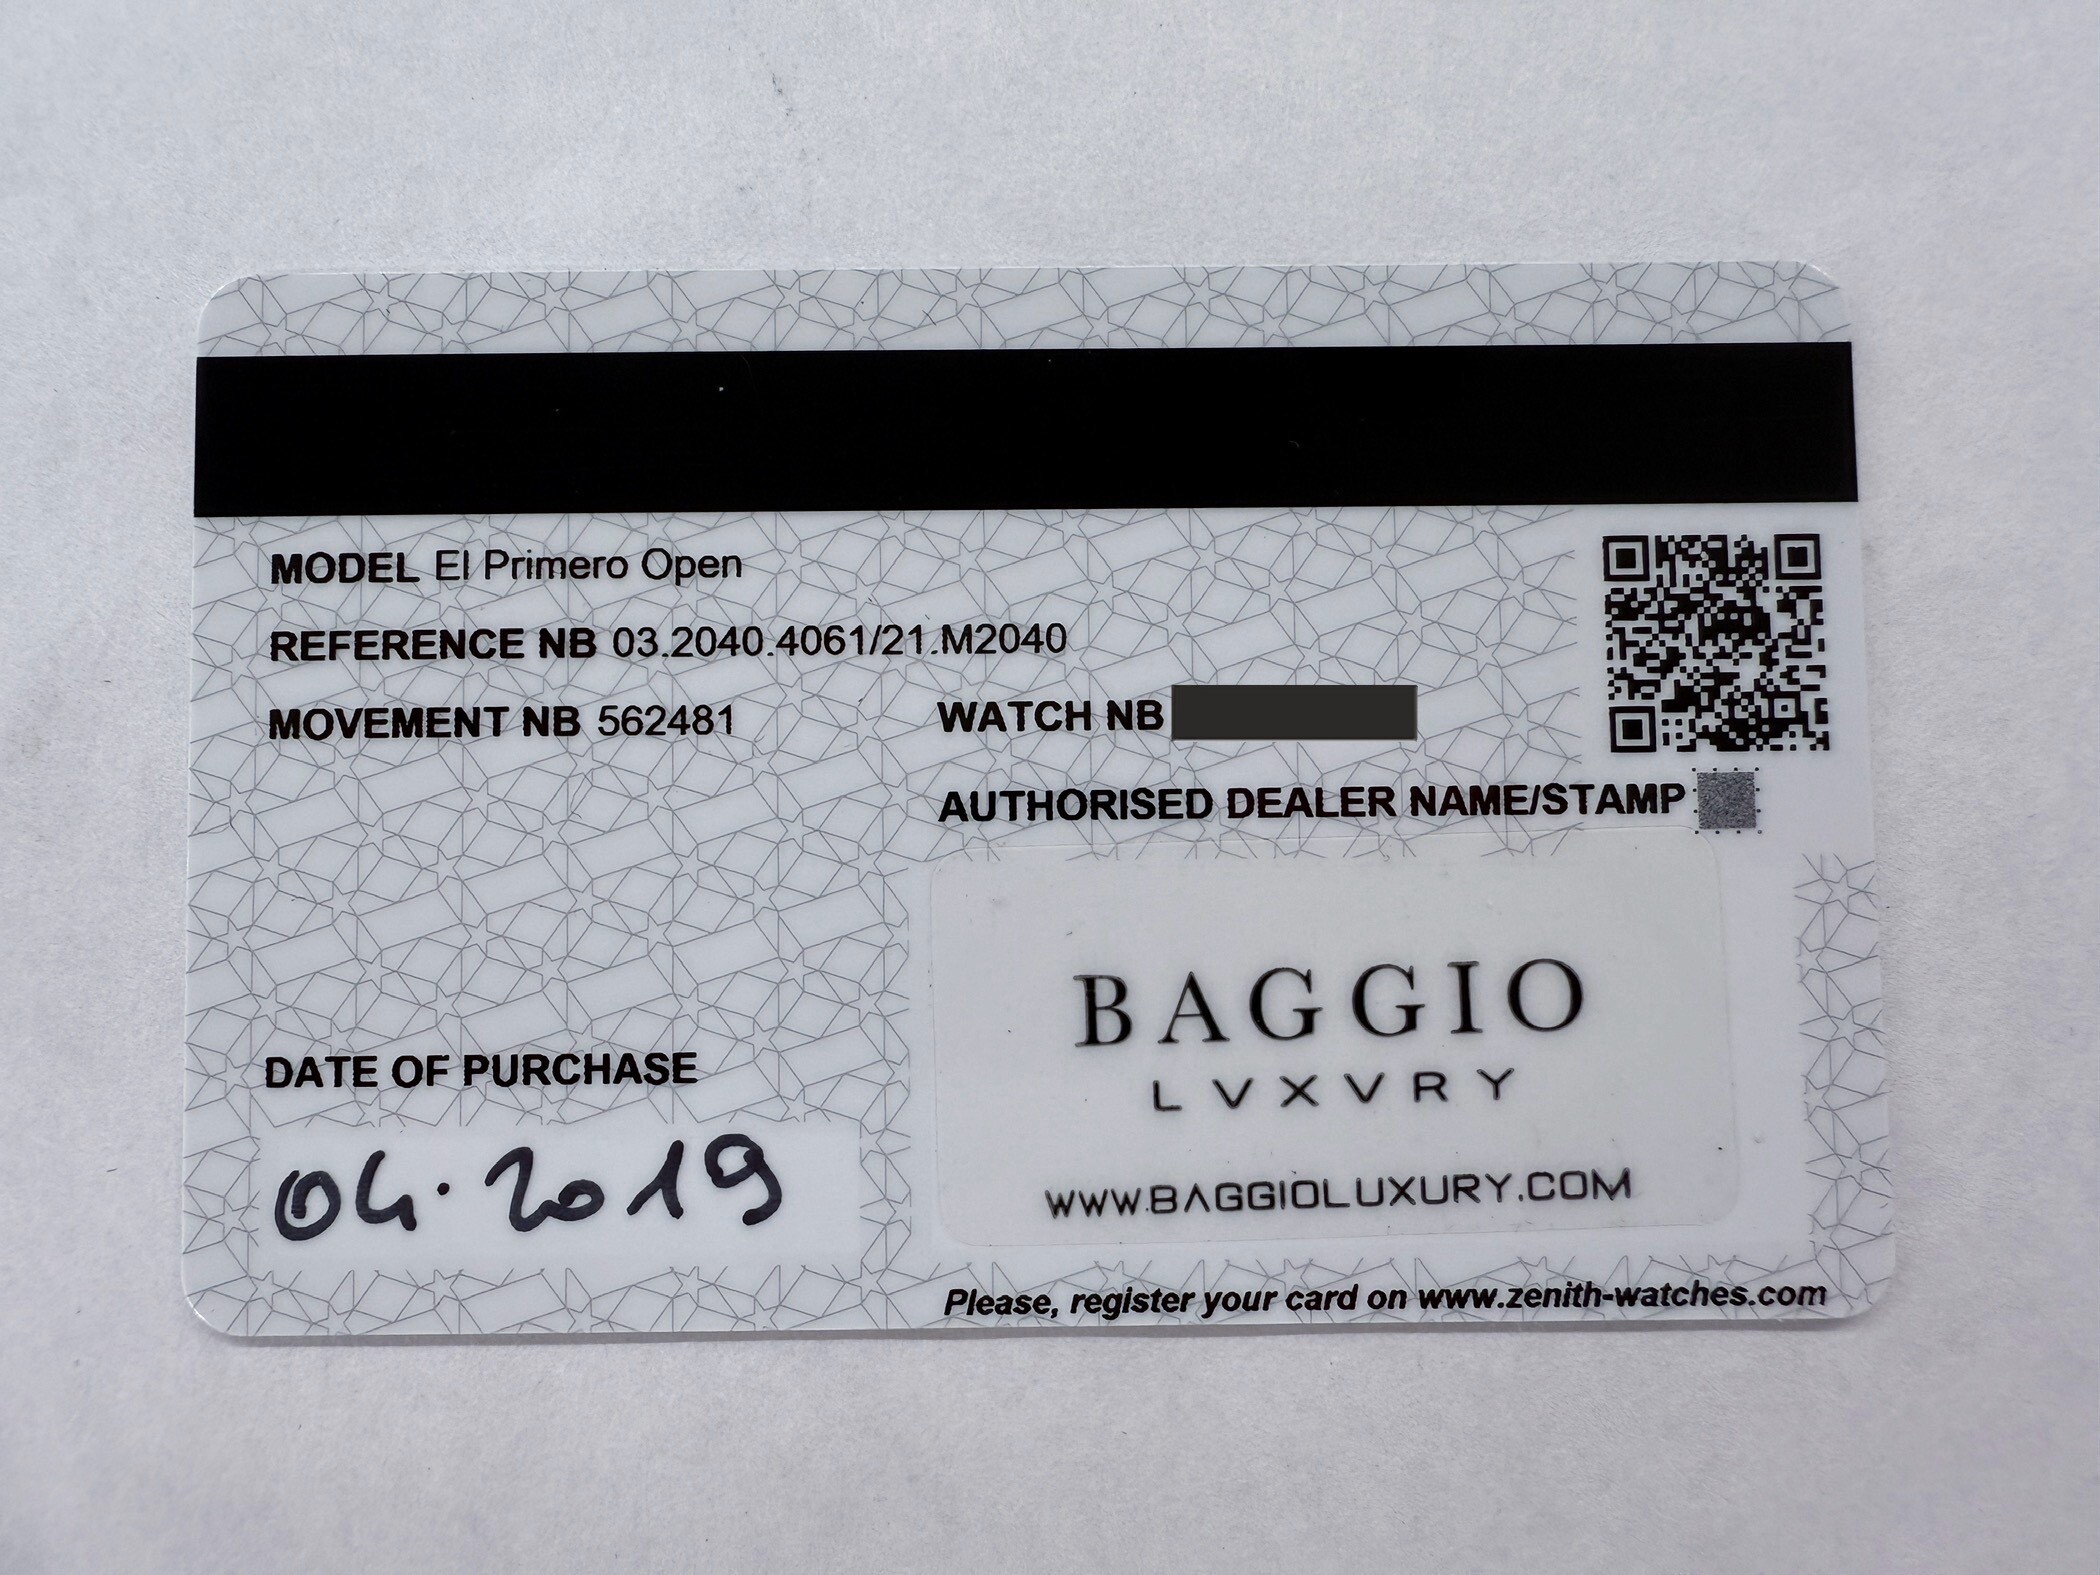 MODEL El Primero Open
REFERENCE NB 03.2040.4061/21.M2040
MOVEMENT NB 562481
WATCH NB
AUTHORISED DEALER NAME/STAMP
BAGGIO
LVXVRY
WWW.BAGGIOLUXURY.COM
DATE OF PURCHASE
04.2019
Please, register your card on www.zenith-watches.com